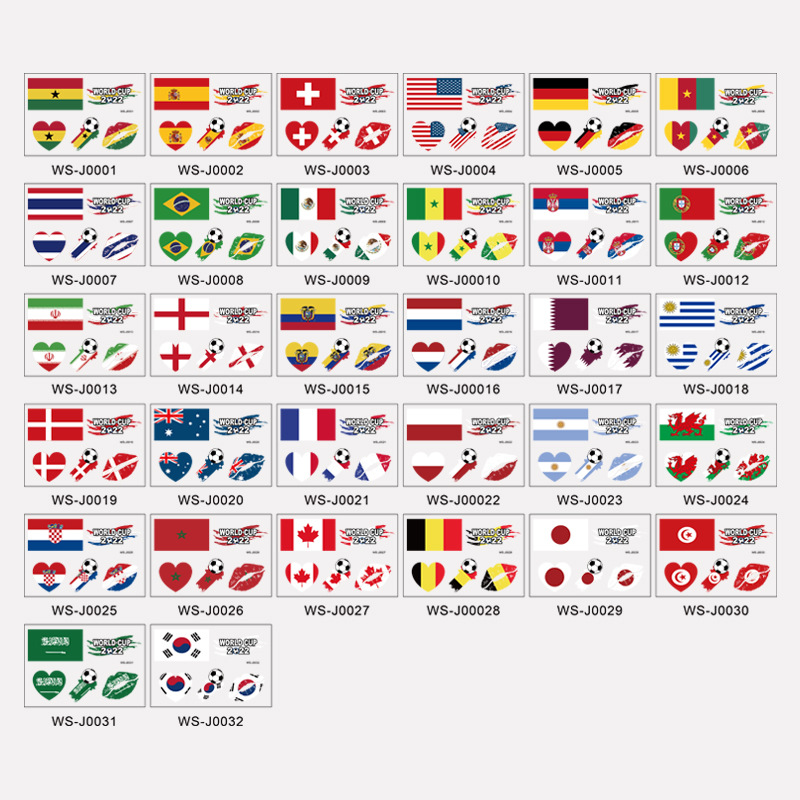 WORLD CUP WORLD CUP WORLD CUP WORLD CUP WORLD CUP WORLD CUP
2022 2022 2022 2022 2022 2022
WS-J0001 WS-J0002 WS-J0003 WS-J0004 WS-J0005 WS-J0006
WORLD CUP WORLD CUP WORLD CUP WORLD CUP WORLD CUP WORLD CUP
2022 2022 2022 2022 2022 2022
WS-J0007 WS-J0008 WS-J0009 WS-J00010 WS-J0011 WS-J0012
WORLD CUP WORLD CUP WORLD CUP WORLD CUP WORLD CUP WORLD CUP
2022 2022 2022 2022 2022 2022
WS-J0013 WS-J0014 WS-J0015 WS-J00016 WS-J0017 WS-J0018
WORLD CUP WORLD CUP WORLD CUP WORLD CUP WORLD CUP WORLD CUP
2022 2022 2022 2022 2022 2022
WS-J0019 WS-J0020 WS-J0021 WS-J00022 WS-J0023 WS-J0024
WORLD CUP WORLD CUP WORLD CUP WORLD CUP WORLD CUP WORLD CUP
2022 2022 2022 2022 2022 2022
WS-J0025 WS-J0026 WS-J0027 WS-J00028 WS-J0029 WS-J0030
WORLD CUP WORLD CUP
2022 2022
WS-J0031 WS-J0032